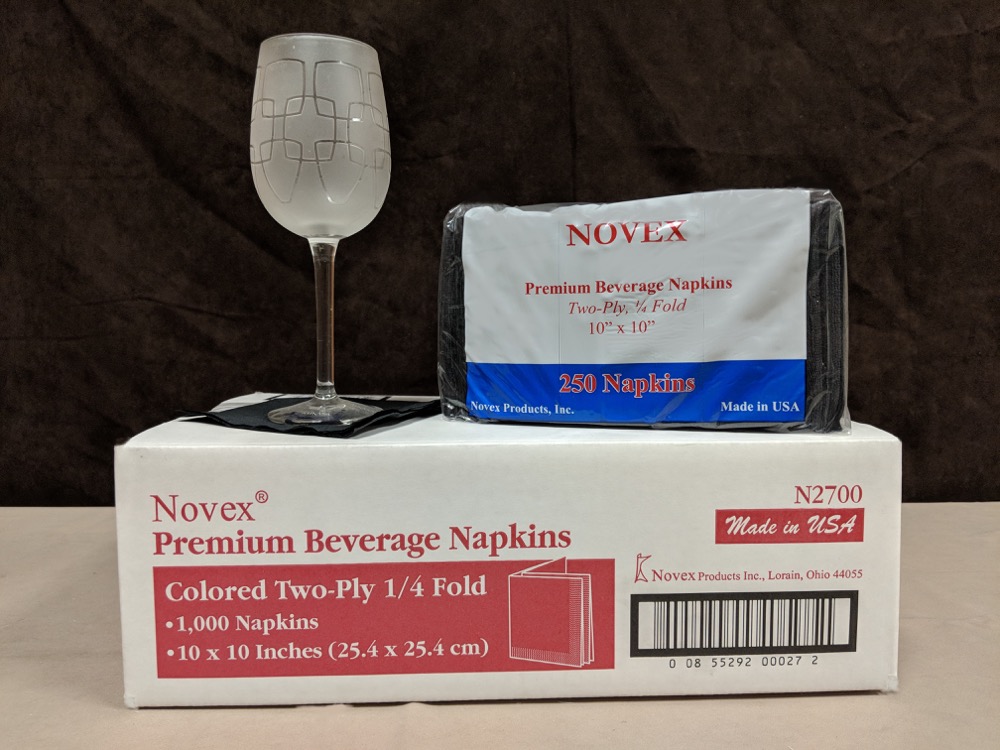 NOVEX
Premium Beverage Napkins
Two-Ply, ¼ Fold
10” x 10”
250 Napkins
Novex Products, Inc.
Made in USA
Novex®
Premium Beverage Napkins
Colored Two-Ply 1/4 Fold
•1,000 Napkins
•10 x 10 Inches (25.4 x 25.4 cm)
N2700
Made in USA
Novex Products Inc., Lorain, Ohio 44055
0 08 55292 00027 2